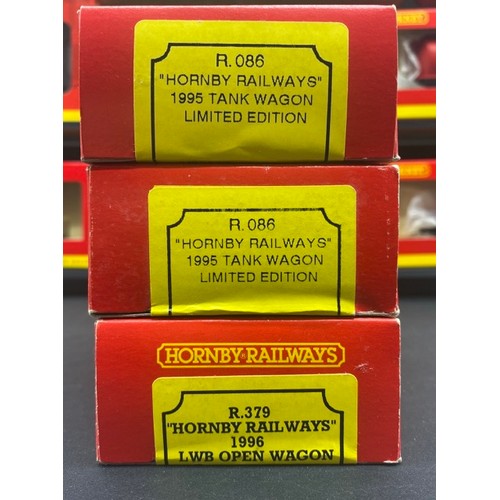 R.086
"HORNBY RAILWAYS"
1995 TANK WAGON
LIMITED EDITION
R.086
"HORNBY RAILWAYS"
1995 TANK WAGON
LIMITED EDITION
HORNBY RAILWAYS
R.379
"HORNBY RAILWAYS"
1996
LWB OPEN WAGON